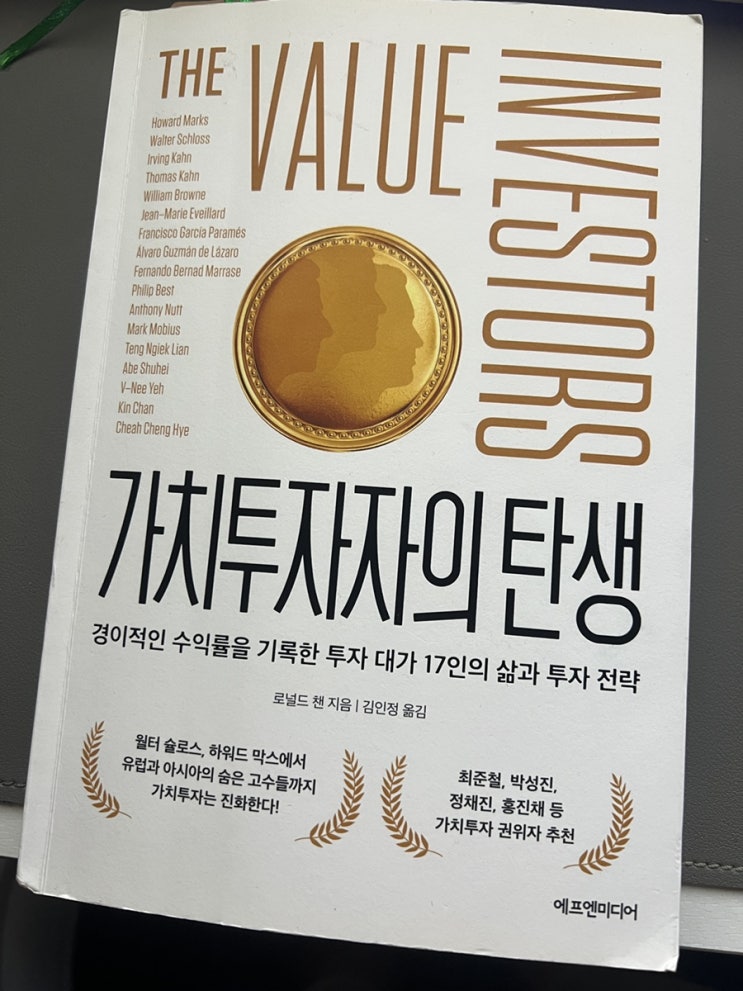 THE VALUE INVESTORS
Howard Marks
Walter Schloss
Irving Kahn
Thomas Kahn
William Browne
Jean-Marie Eveillard
Francisco García Paramés
Álvaro Guzmán de Lázaro
Fernando Bernad Marrase
Philip Best
Anthony Nutt
Mark Mobius
Teng Ngiek Lian
Abe Shuhei
V-Nee Yeh
Kin Chan
Cheah Cheng Hye
가치투자자의 탄생
경이적인 수익률을 기록한 투자 대가 17인의 삶과 투자 전략
로널드 챈 지음 | 김인정 옮김
월터 슐로스, 하워드 막스에서
유럽과 아시아의 숨은 고수들까지
가치투자는 진화한다!
최준철, 박성진,
정채진, 홍진채 등
가치투자 권위자 추천
에프엔미디어